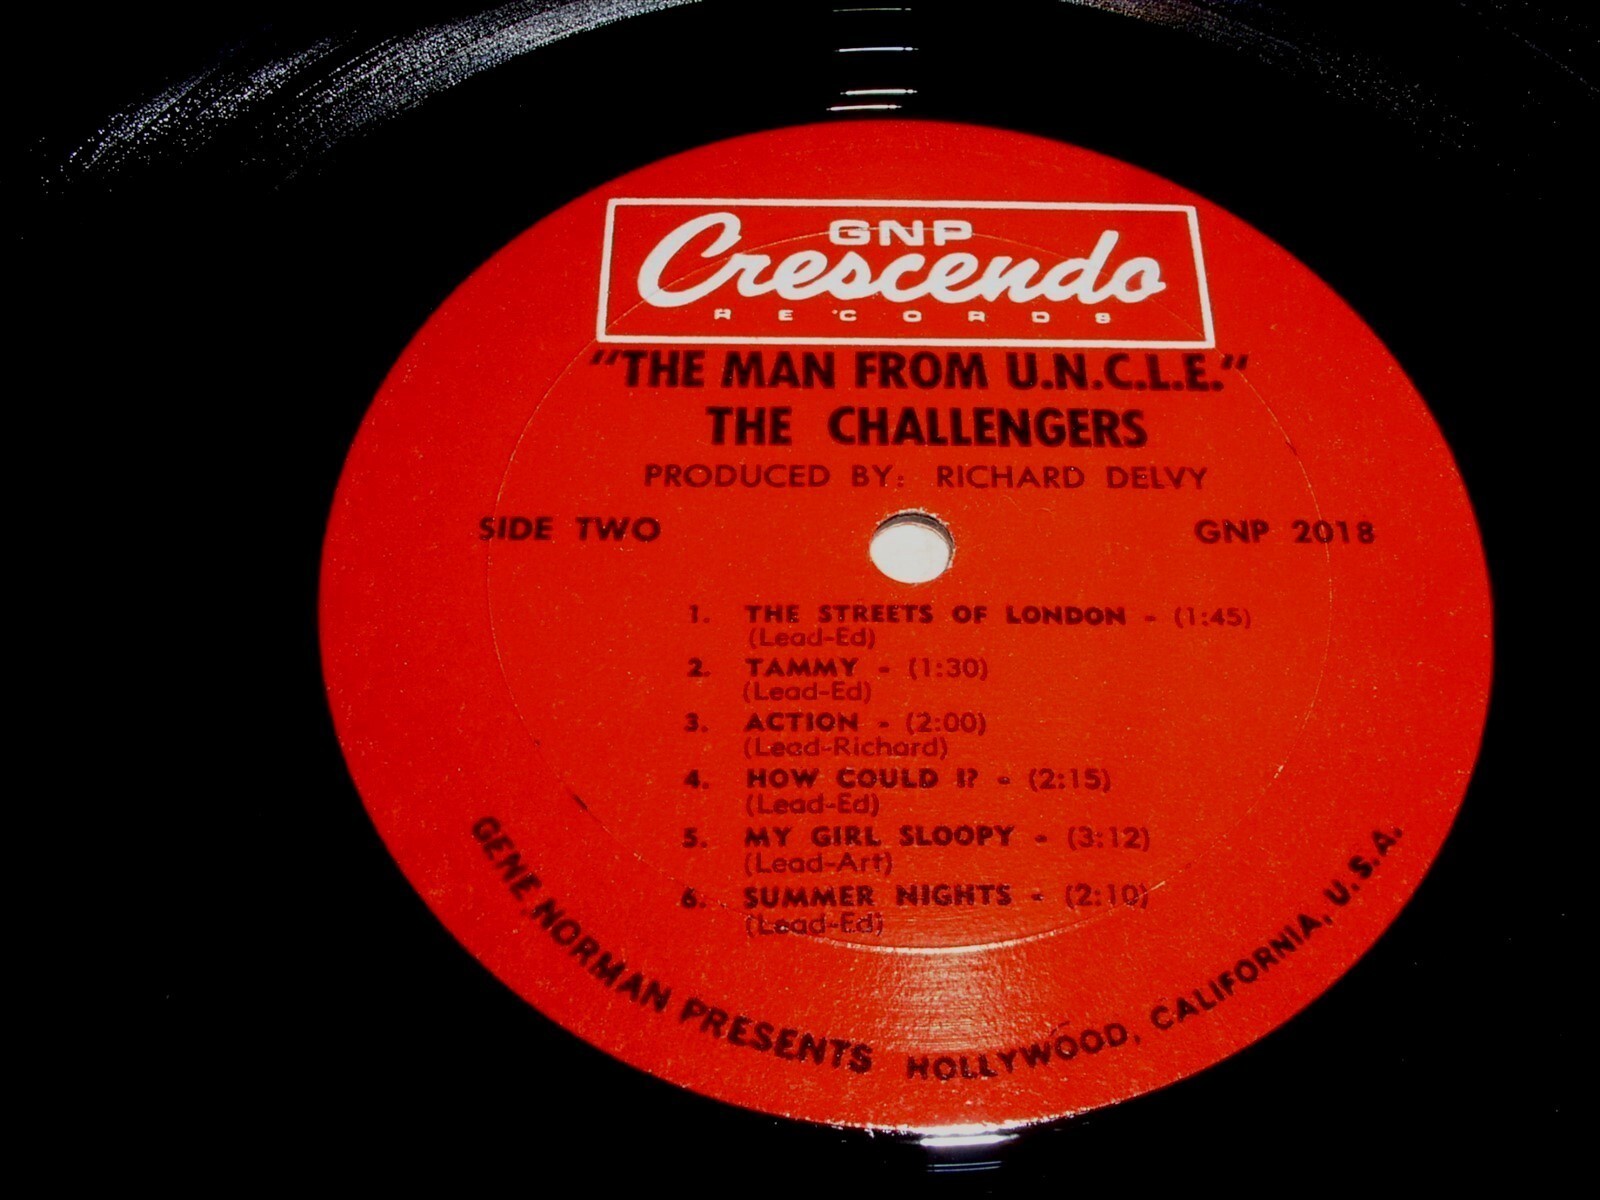 GNP
Crescendo
RECORDS
"THE MAN FROM U.N.C.L.E."
THE CHALLENGERS
PRODUCED BY: RICHARD DELVY
SIDE TWO GNP 2018
1. THE STREETS OF LONDON - (1:45)
(Lead-Ed)
2. TAMMY - (1:30)
(Lead-Ed)
3. ACTION - (2:00)
(Lead-Richard)
4. HOW COULD I? - (2:15)
(Lead-Ed)
5. MY GIRL SLOOPY - (3:12)
(Lead-Art)
6. SUMMER NIGHTS - (2:10)
(Lead-Ed)
GENE NORMAN PRESENTS HOLLYWOOD, CALIFORNIA, U.S.A.